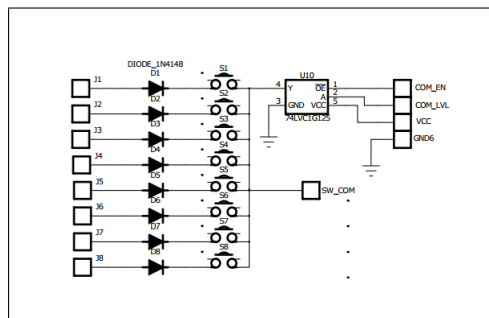 DIODE_1N4148
J1 D1 S1
J2 D2 S2
J3 D3 S3
J4 D4 S4
J5 D5 S5
J6 D6 S6
J7 D7 S7
J8 D8 S8
U10
4 Y OE 1
A 2
3 GND VCC 5
74LVC1G125
COM_EN
COM_LVL
VCC
GND6
SW_COM